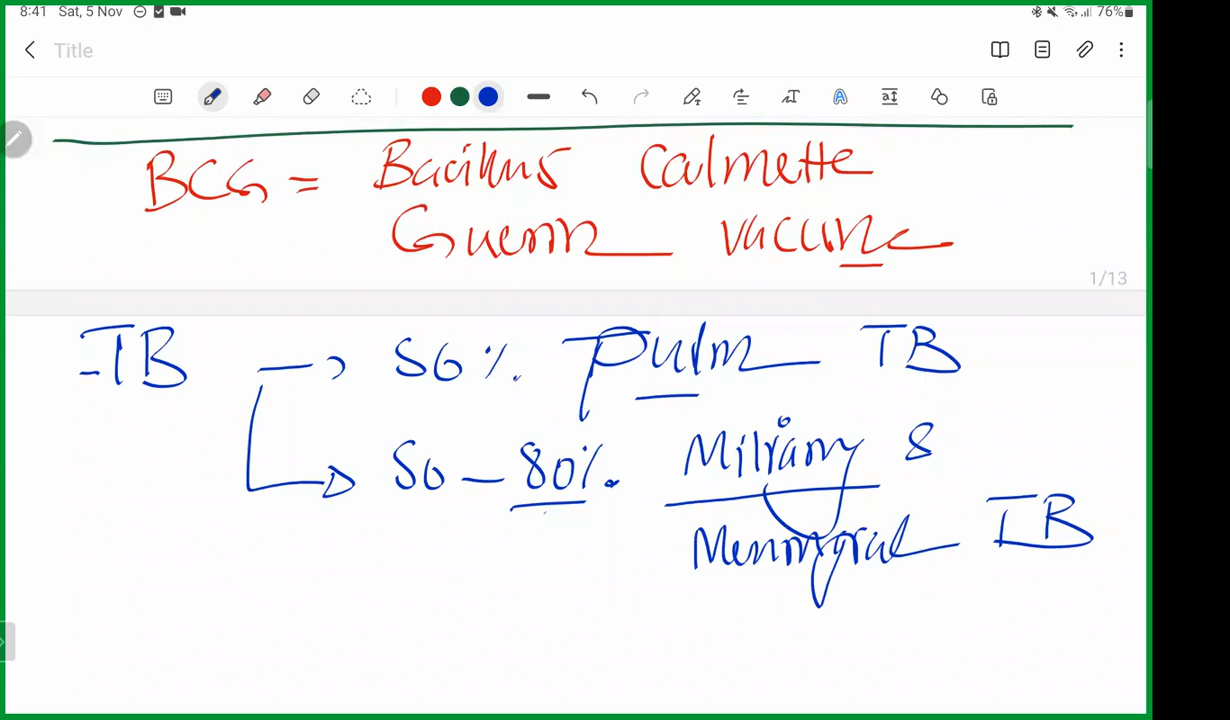 8:41 Sat, 5 Nov 76%
Title
BCG = Bacillus Calmette
Guerin vaccine
1/13
-TB → 50%. pulm TB
→ 50 - 80%. Miliary &
Meningeal TB